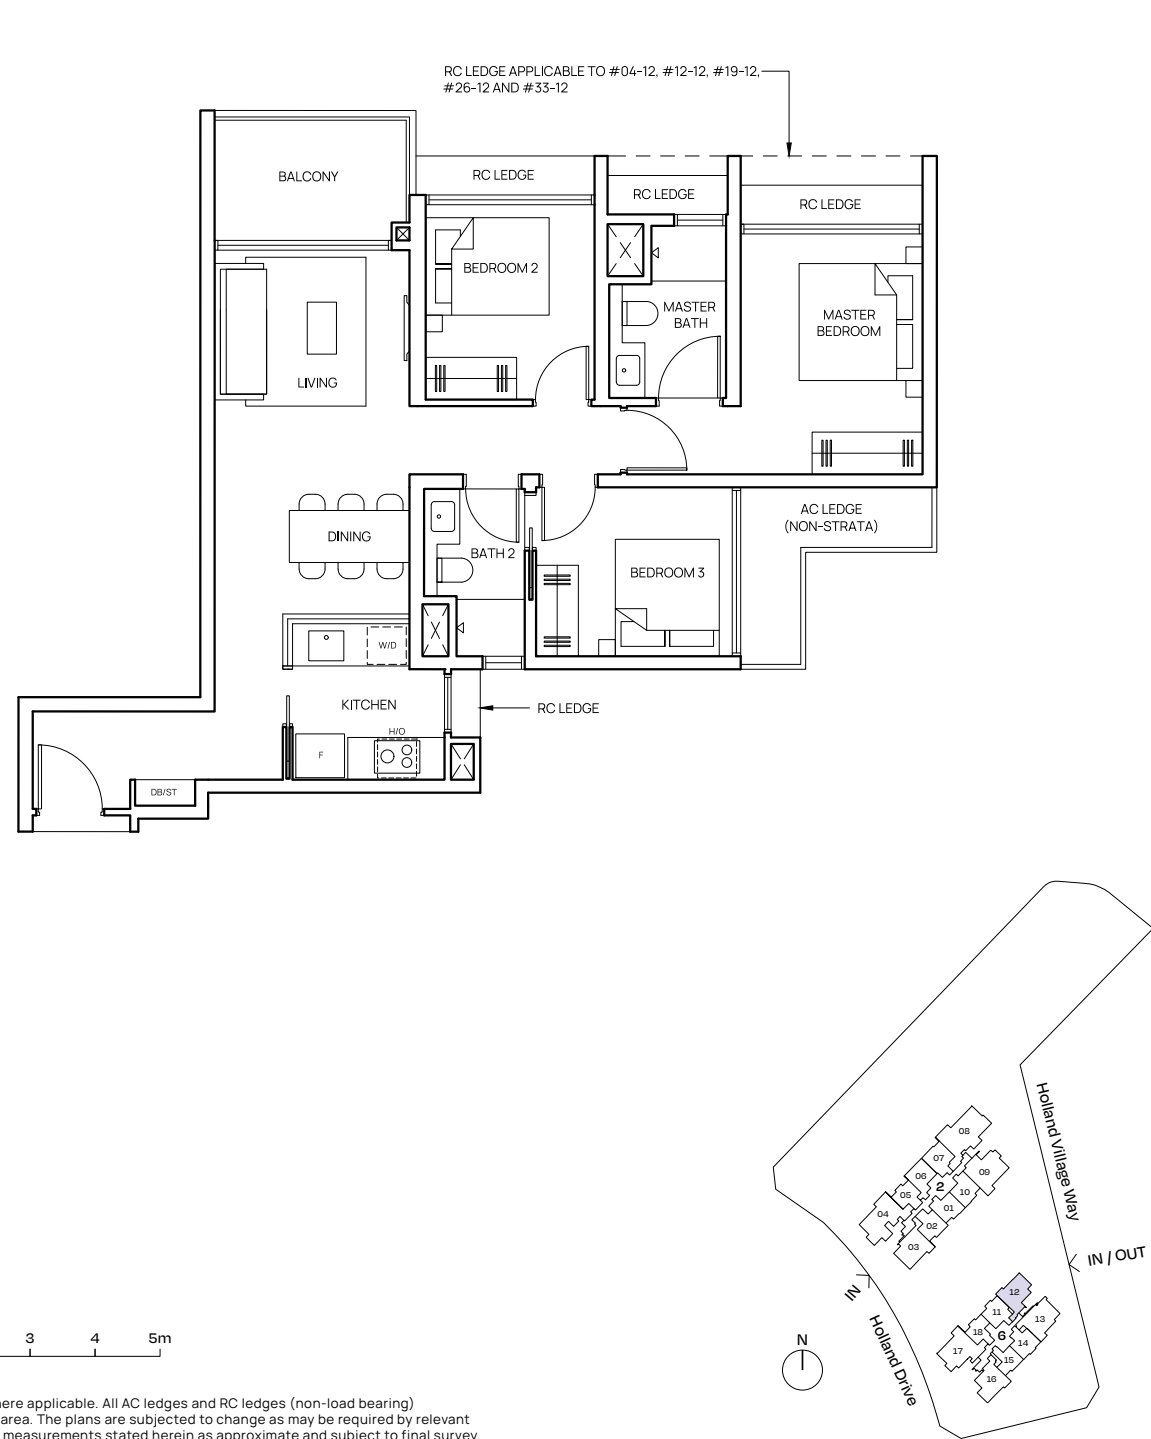 RC LEDGE APPLICABLE TO #04-12, #12-12, #19-12,
#26-12 AND #33-12
BALCONY
RC LEDGE
RC LEDGE
RC LEDGE
BEDROOM 2
MASTER
BATH
MASTER
BEDROOM
LIVING
AC LEDGE
(NON-STRATA)
DINING
BATH 2
BEDROOM 3
W/D
KITCHEN
RC LEDGE
H/O
F
DB/ST
Holland Village Way
08
07
09
06
2
10
05
01
04
02
03
IN / OUT
IN
12
11
13
18
6
14
17
15
16
Holland Drive
N
3 4 5m
here applicable. All AC ledges and RC ledges (non-load bearing)
area. The plans are subjected to change as may be required by relevant
measurements stated herein as approximate and subject to final survey.